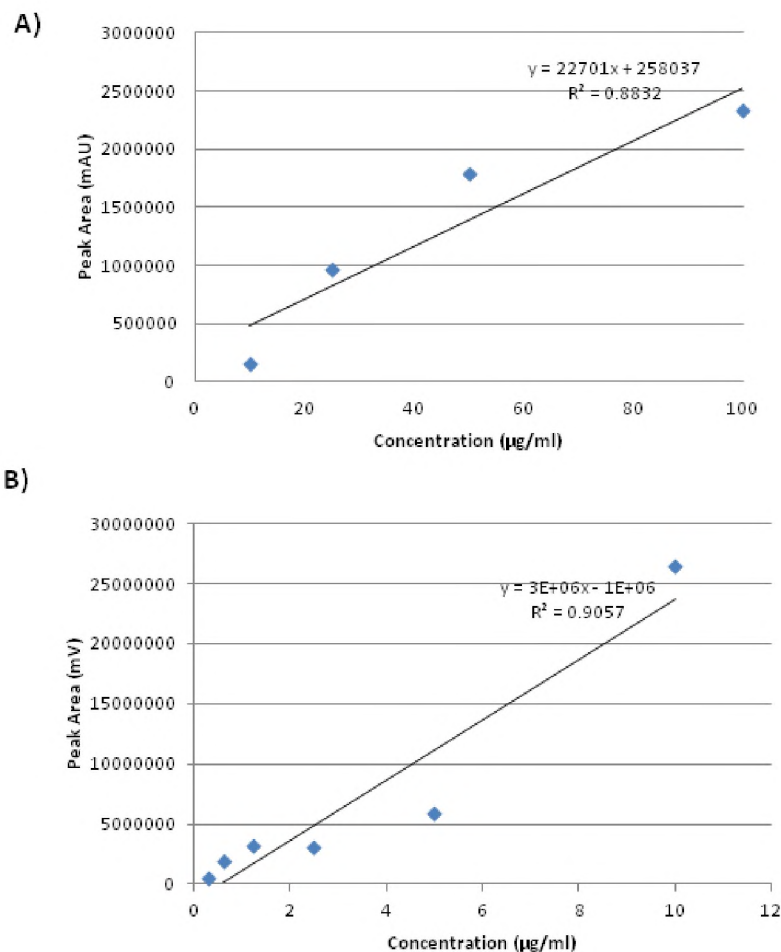 A)
3000000
2500000
2000000
1500000
1000000
500000
0
y = 22701x + 258037
R² = 0.8832
Peak Area (mAU)
0 20 40 60 80 100
Concentration (µg/ml)
B)
30000000
25000000
20000000
15000000
10000000
5000000
0
y = 3E+06x - 1E+06
R² = 0.9057
Peak Area (mV)
0 2 4 6 8 10 12
Concentration (µg/ml)